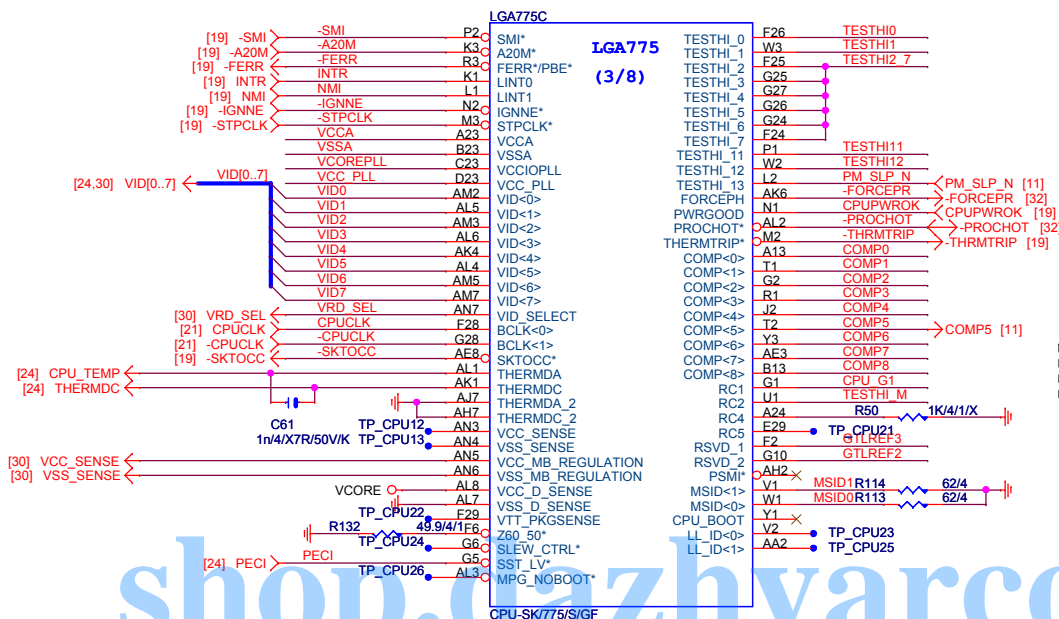 LGA775C
LGA775
(3/8)
[19] -SMI -SMI P2 SMI*
[19] -A20M -A20M K3 A20M*
[19] -FERR -FERR R3 FERR*/PBE*
[19] INTR INTR K1 LINT0
[19] NMI NMI L1 LINT1
[19] -IGNNE -IGNNE N2 IGNNE*
[19] -STPCLK -STPCLK M3 STPCLK*
VCCA A23 VCCA
VSSA B23 VSSA
VCOREPLL C23 VCCIOPLL
[24,30] VID[0..7] VID[0..7] VCC_PLL D23 VCC_PLL
VID0 AM2 VID<0>
VID1 AL5 VID<1>
VID2 AM3 VID<2>
VID3 AL6 VID<3>
VID4 AK4 VID<4>
VID5 AL4 VID<5>
VID6 AM5 VID<6>
VID7 AM7 VID<7>
[30] VRD_SEL VRD_SEL AN7 VID_SELECT
[21] CPUCLK CPUCLK F28 BCLK<0>
[21] -CPUCLK -CPUCLK G28 BCLK<1>
[19] -SKTOCC -SKTOCC AE8 SKTOCC*
[24] CPU_TEMP AL1 THERMDA
[24] THERMDC AK1 THERMDC
AJ7 THERMDA_2
AH7 THERMDC_2
C61
1n/4/X7R/50V/K
TP_CPU12 AN3 VCC_SENSE
TP_CPU13 AN4 VSS_SENSE
[30] VCC_SENSE AN5 VCC_MB_REGULATION
[30] VSS_SENSE AN6 VSS_MB_REGULATION
VCORE AL8 VCC_D_SENSE
AL7 VSS_D_SENSE
TP_CPU22 F29 VTT_PKGSENSE
R132 49.9/4/1 F6 Z60_50*
TP_CPU24 G6 SLEW_CTRL*
[24] PECI PECI G5 SST_LV*
TP_CPU26 AL3 MPG_NOBOOT*
TESTHI_0 F26 TESTHI0
TESTHI_1 W3 TESTHI1
TESTHI_2 F25 TESTHI2_7
TESTHI_3 G25
TESTHI_4 G27
TESTHI_5 G26
TESTHI_6 G24
TESTHI_7 F24
TESTHI_11 P1 TESTHI11
TESTHI_12 W2 TESTHI12
TESTHI_13 L2 PM_SLP_N PM_SLP_N [11]
FORCEPH AK6 -FORCEPR -FORCEPR [32]
PWRGOOD N1 CPUPWROK CPUPWROK [19]
PROCHOT* AL2 -PROCHOT -PROCHOT [32]
THERMTRIP* M2 -THRMTRIP -THRMTRIP [19]
COMP<0> A13 COMP0
COMP<1> T1 COMP1
COMP<2> G2 COMP2
COMP<3> R1 COMP3
COMP<4> J2 COMP4
COMP<5> T2 COMP5 COMP5 [11]
COMP<6> Y3 COMP6
COMP<7> AE3 COMP7
COMP<8> B13 COMP8
RC1 G1 CPU_G1
RC2 U1 TESTHI_M
RC4 A24 R50 1K/4/1/X
RC5 E29 TP_CPU21
RSVD_1 F2 GTLREF3
RSVD_2 G10 GTLREF2
PSMI* AH2
MSID<1> V1 MSID1 R114 62/4
MSID<0> W1 MSID0 R113 62/4
CPU_BOOT Y1
LL_ID<0> V2 TP_CPU23
LL_ID<1> AA2 TP_CPU25
CPU-SK/775/S/GF
shop.dazhyarco